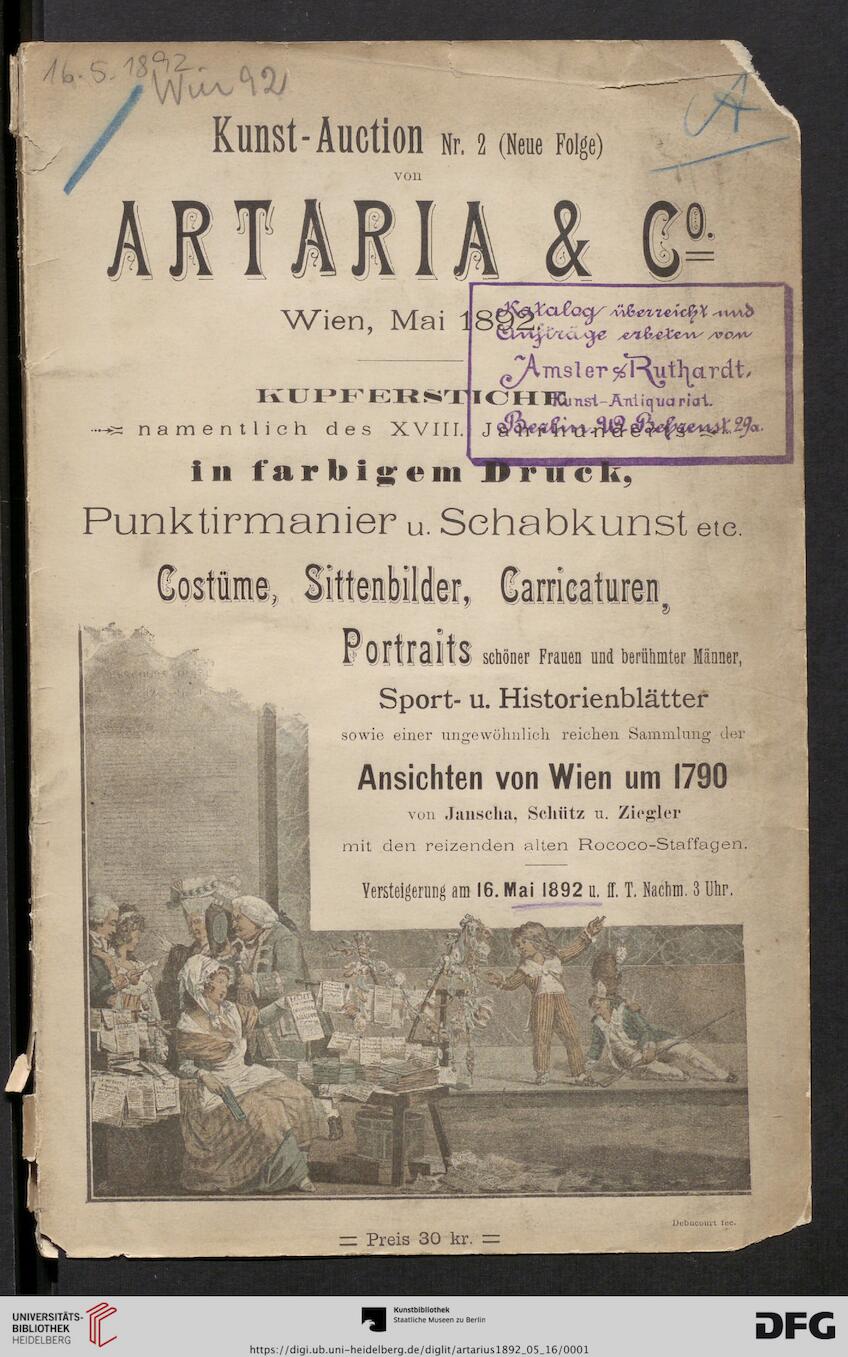 16.5.1892
Wien 92
A
Kunst-Auction Nr. 2 (Neue Folge)
von
ARTARIA & Co.
Wien, Mai 1892.
Katalog überreicht und
Aufträge erbeten von
Amsler & Ruthardt,
Kunst-Antiquariat.
Berlin W Behrenst. 29a.
KUPFERSTICHE
namentlich des XVIII. Jahrhunderts
in farbigem Druck,
Punktirmanier u. Schabkunst etc.
Costüme, Sittenbilder, Carricaturen,
Portraits schöner Frauen und berühmter Männer,
Sport- u. Historienblätter
sowie einer ungewöhnlich reichen Sammlung der
Ansichten von Wien um 1790
von Janscha, Schütz u. Ziegler
mit den reizenden alten Rococo-Staffagen.
Versteigerung am 16. Mai 1892 u. ff. T. Nachm. 3 Uhr.
Debucourt fec.
= Preis 30 kr. =
UNIVERSITÄTS-
BIBLIOTHEK
HEIDELBERG
Kunstbibliothek
Staatliche Museen zu Berlin
DFG
https://digi.ub.uni-heidelberg.de/diglit/artarius1892_05_16/0001